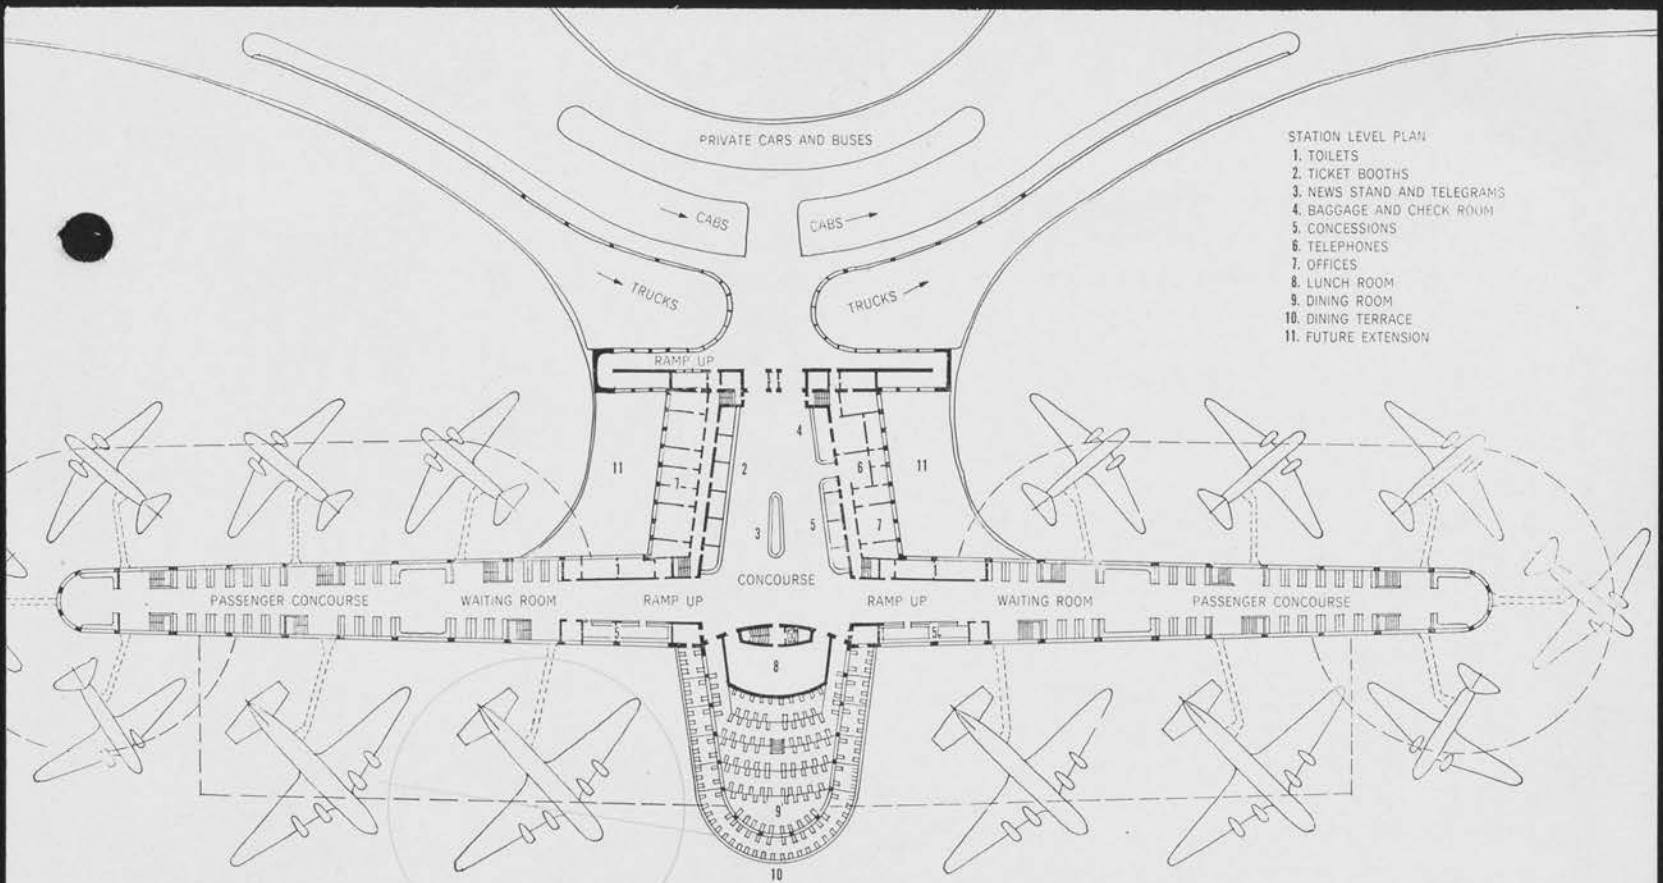 PRIVATE CARS AND BUSES
STATION LEVEL PLAN
1. TOILETS
2. TICKET BOOTHS
3. NEWS STAND AND TELEGRAMS
4. BAGGAGE AND CHECK ROOM
5. CONCESSIONS
6. TELEPHONES
7. OFFICES
8. LUNCH ROOM
9. DINING ROOM
10. DINING TERRACE
11. FUTURE EXTENSION
CABS
CABS
TRUCKS
TRUCKS
RAMP UP
4
11
2
6
11
1
3
5
7
CONCOURSE
PASSENGER CONCOURSE
WAITING ROOM
RAMP UP
RAMP UP
WAITING ROOM
PASSENGER CONCOURSE
5
5
8
9
10